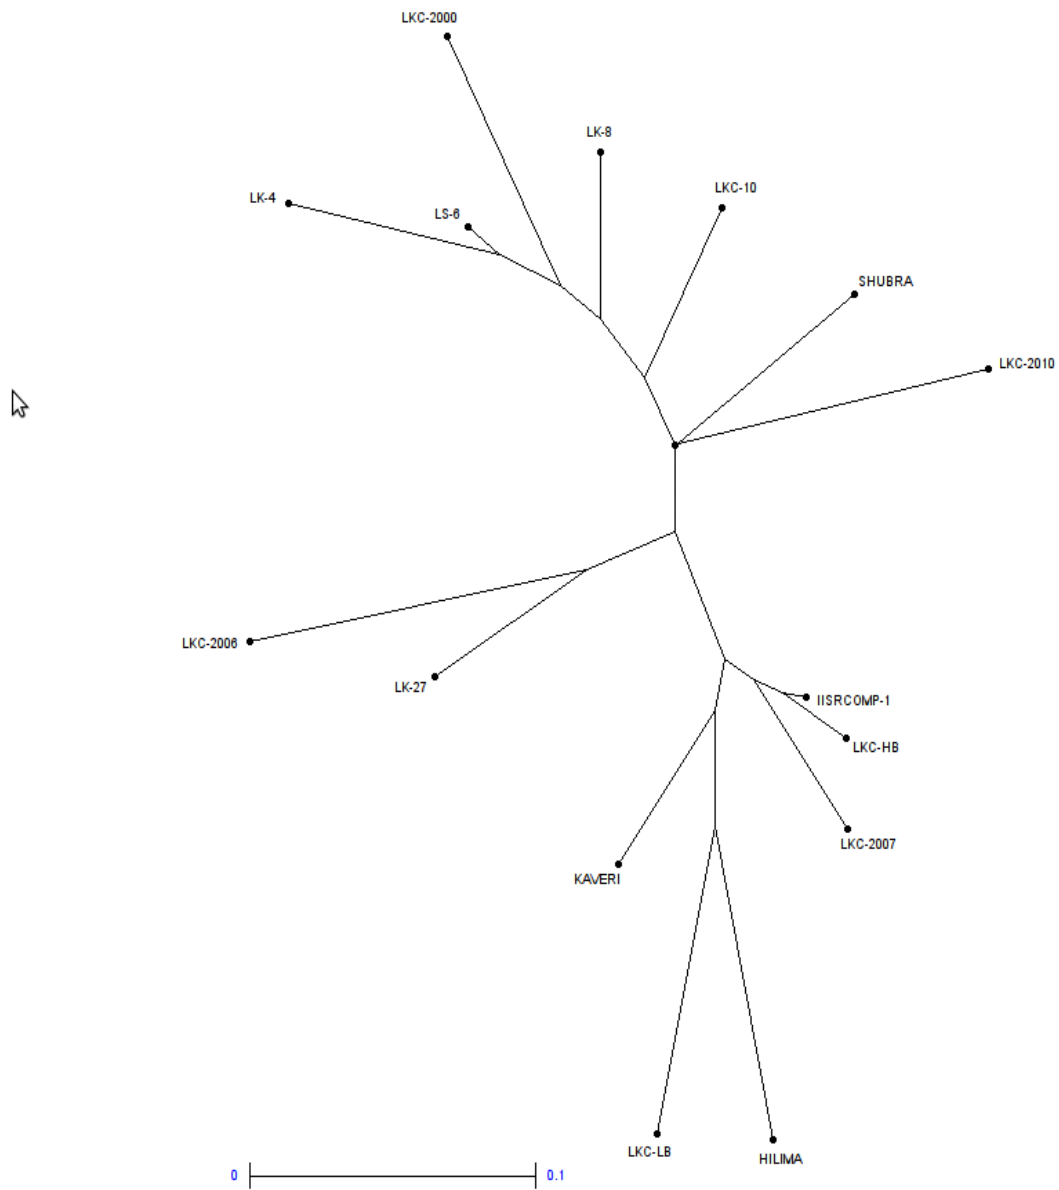 LKC-2000
LK-8
LKC-10
LK-4
LS-6
SHUBRA
LKC-2010
LKC-2006
LK-27
IISRCOMP-1
LKC-HB
LKC-2007
KAVERI
LKC-LB
HILIMA
0 0.1